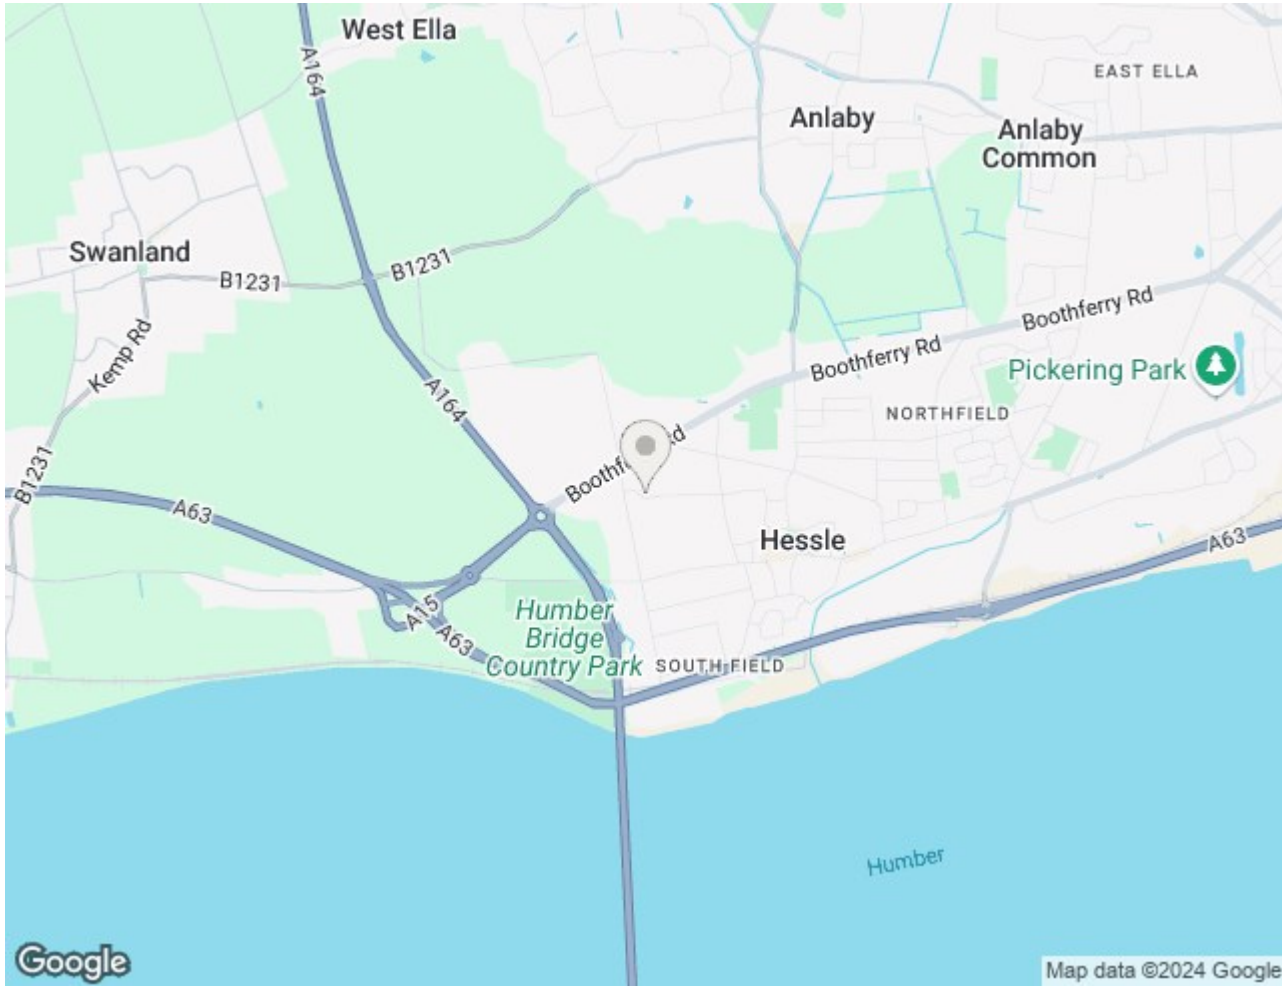 West Ella
A164
EAST ELLA
Anlaby
Anlaby
Common
Swanland
B1231
B1231
Kemp Rd
Boothferry Rd
Boothferry Rd
Pickering Park
A164
NORTHFIELD
B1231
A63
Hessle
A63
Humber
Bridge
Country Park
A15
A63
SOUTH FIELD
Humber
Google
Map data ©2024 Google